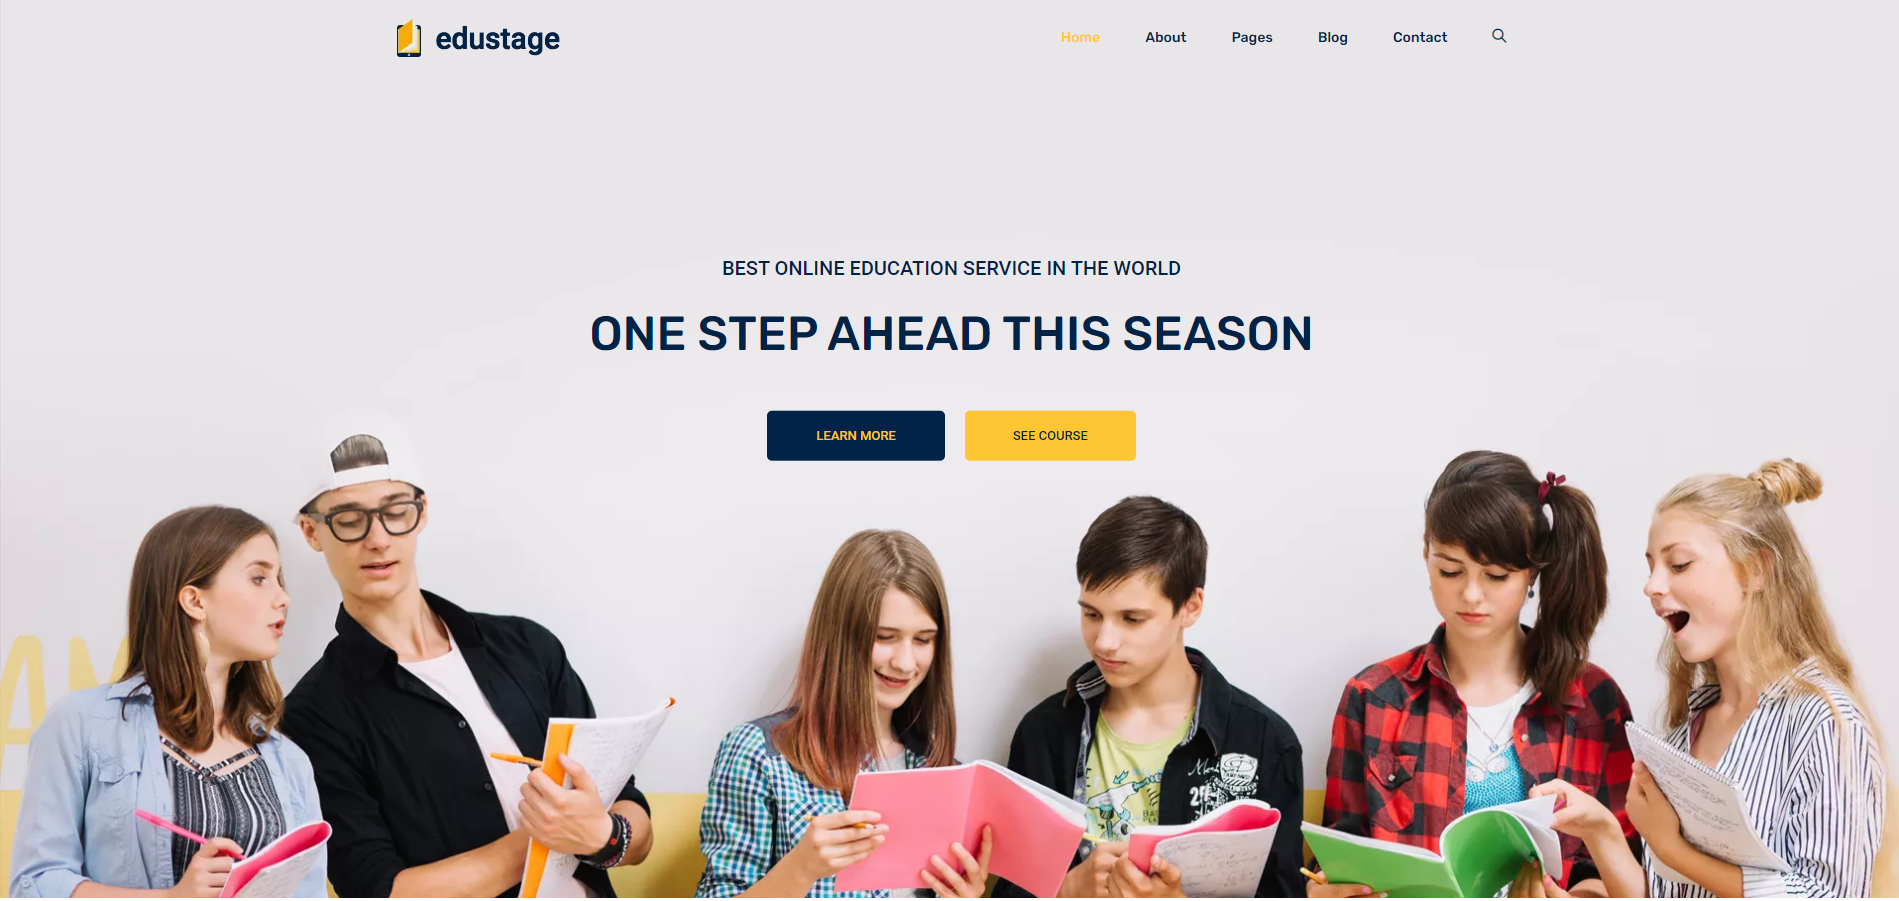 edustage
Home About Pages Blog Contact
BEST ONLINE EDUCATION SERVICE IN THE WORLD
ONE STEP AHEAD THIS SEASON
LEARN MORE SEE COURSE